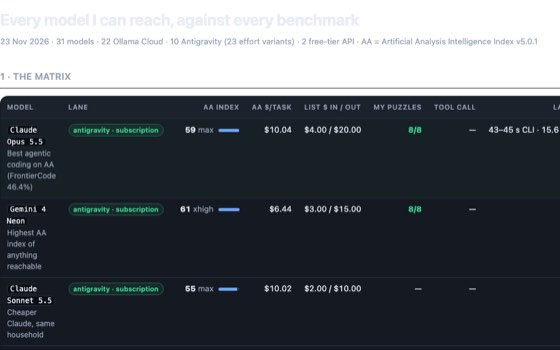 Every model I can reach, against every benchmark
23 Nov 2026 · 31 models · 22 Ollama Cloud · 10 Antigravity (23 effort variants) · 2 free-tier API · AA = Artificial Analysis Intelligence Index v5.0.1
1 · THE MATRIX
MODEL LANE AA INDEX AA $/TASK LIST $ IN / OUT MY PUZZLES TOOL CALL LA
Claude Opus 5.5 antigravity · subscription 59 max $10.04 $4.00 / $20.00 8/8 — 43–45 s CLI · 15.6
Best agentic
coding on AA
(FrontierCode
46.4%)
Gemini 4 Neon antigravity · subscription 61 xhigh $6.44 $3.00 / $15.00 8/8 —
Highest AA
index of
anything
reachable
Claude Sonnet 5.5 antigravity · subscription 55 max $10.02 $2.00 / $10.00 — —
Cheaper
Claude, same
household